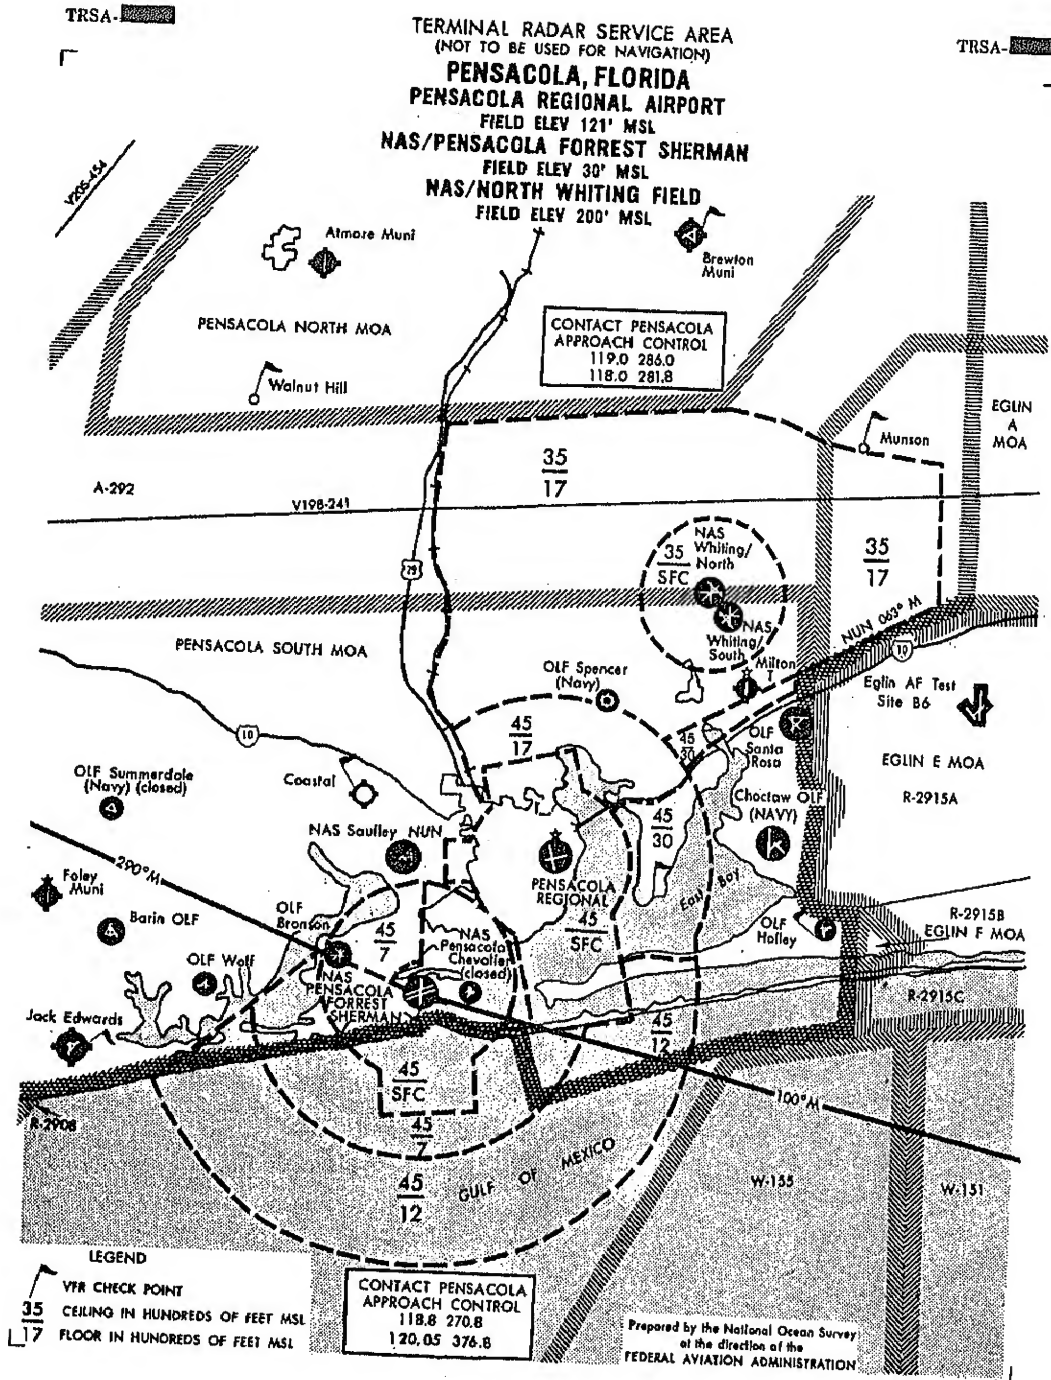 TRSA-
TRSA-
TERMINAL RADAR SERVICE AREA
(NOT TO BE USED FOR NAVIGATION)
PENSACOLA, FLORIDA
PENSACOLA REGIONAL AIRPORT
FIELD ELEV 121' MSL
NAS/PENSACOLA FORREST SHERMAN
FIELD ELEV 30' MSL
NAS/NORTH WHITING FIELD
FIELD ELEV 200' MSL
V205-454
Atmore Muni
Brewton
Muni
PENSACOLA NORTH MOA
CONTACT PENSACOLA
APPROACH CONTROL
119.0 286.0
118.0 281.8
Walnut Hill
Munson
EGLIN
A
MOA
35
17
A-292
V198-241
29
NAS
Whiting/
North
35
SFC
35
17
NAS
Whiting/
South
NUN 063° M
10
PENSACOLA SOUTH MOA
OLF Spencer
(Navy)
Milton
T
Eglin AF Test
Site B6
10
45
17
45
30
OLF
Santa
Rosa
EGLIN E MOA
R-2915A
OLF Summerdale
(Navy) (closed)
Coastal
Choctaw OLF
(NAVY)
45
30
NAS Saufley NUN
290°M
Foley
Muni
PENSACOLA
REGIONAL
East Bay
Barin OLF
OLF
Bronson
45
7
45
SFC
OLF
Holley
R-2915B
EGLIN F MOA
NAS
Pensacola
Chevalier
(closed)
OLF Wolf
NAS
PENSACOLA
FORREST
SHERMAN
R-2915C
Jack Edwards
45
12
45
SFC
100°M
R-2908
45
7
GULF OF MEXICO
45
12
W-155
W-151
LEGEND
VFR CHECK POINT
35 CEILING IN HUNDREDS OF FEET MSL
17 FLOOR IN HUNDREDS OF FEET MSL
CONTACT PENSACOLA
APPROACH CONTROL
118.8 270.8
120.05 376.8
Prepared by the National Ocean Survey
at the direction of the
FEDERAL AVIATION ADMINISTRATION